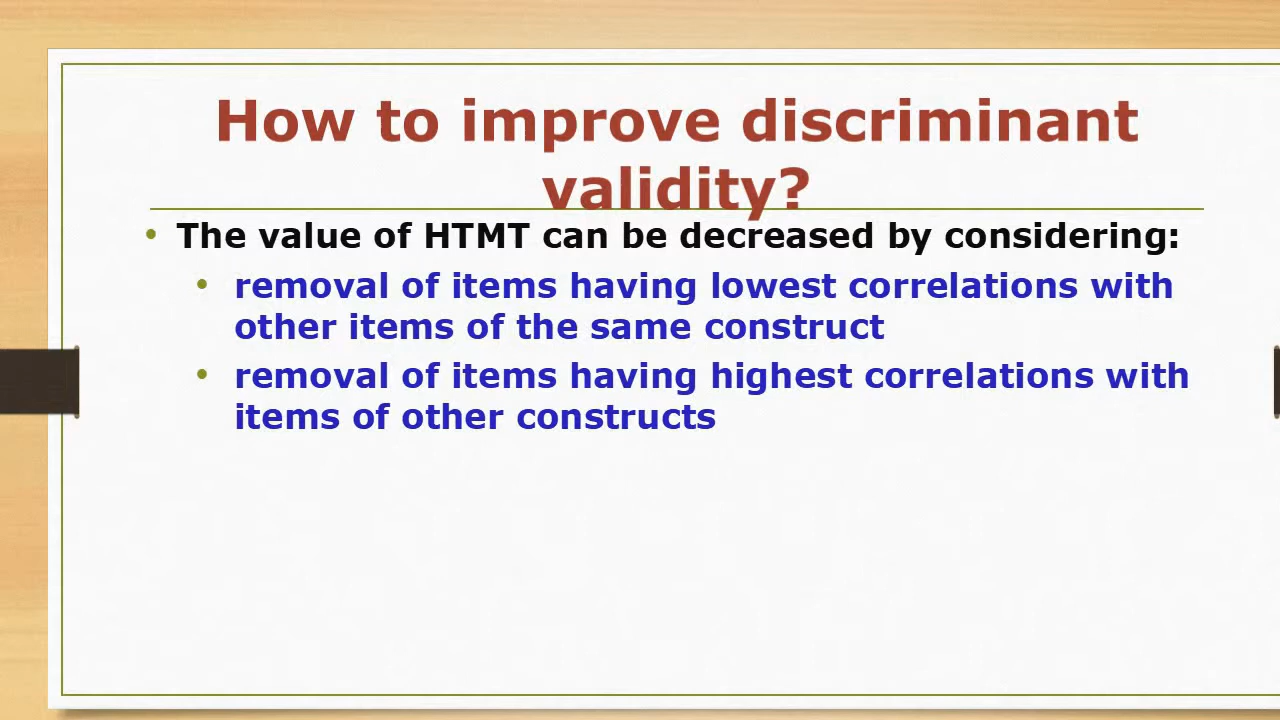 How to improve discriminant
validity?
• The value of HTMT can be decreased by considering:
• removal of items having lowest correlations with
other items of the same construct
• removal of items having highest correlations with
items of other constructs